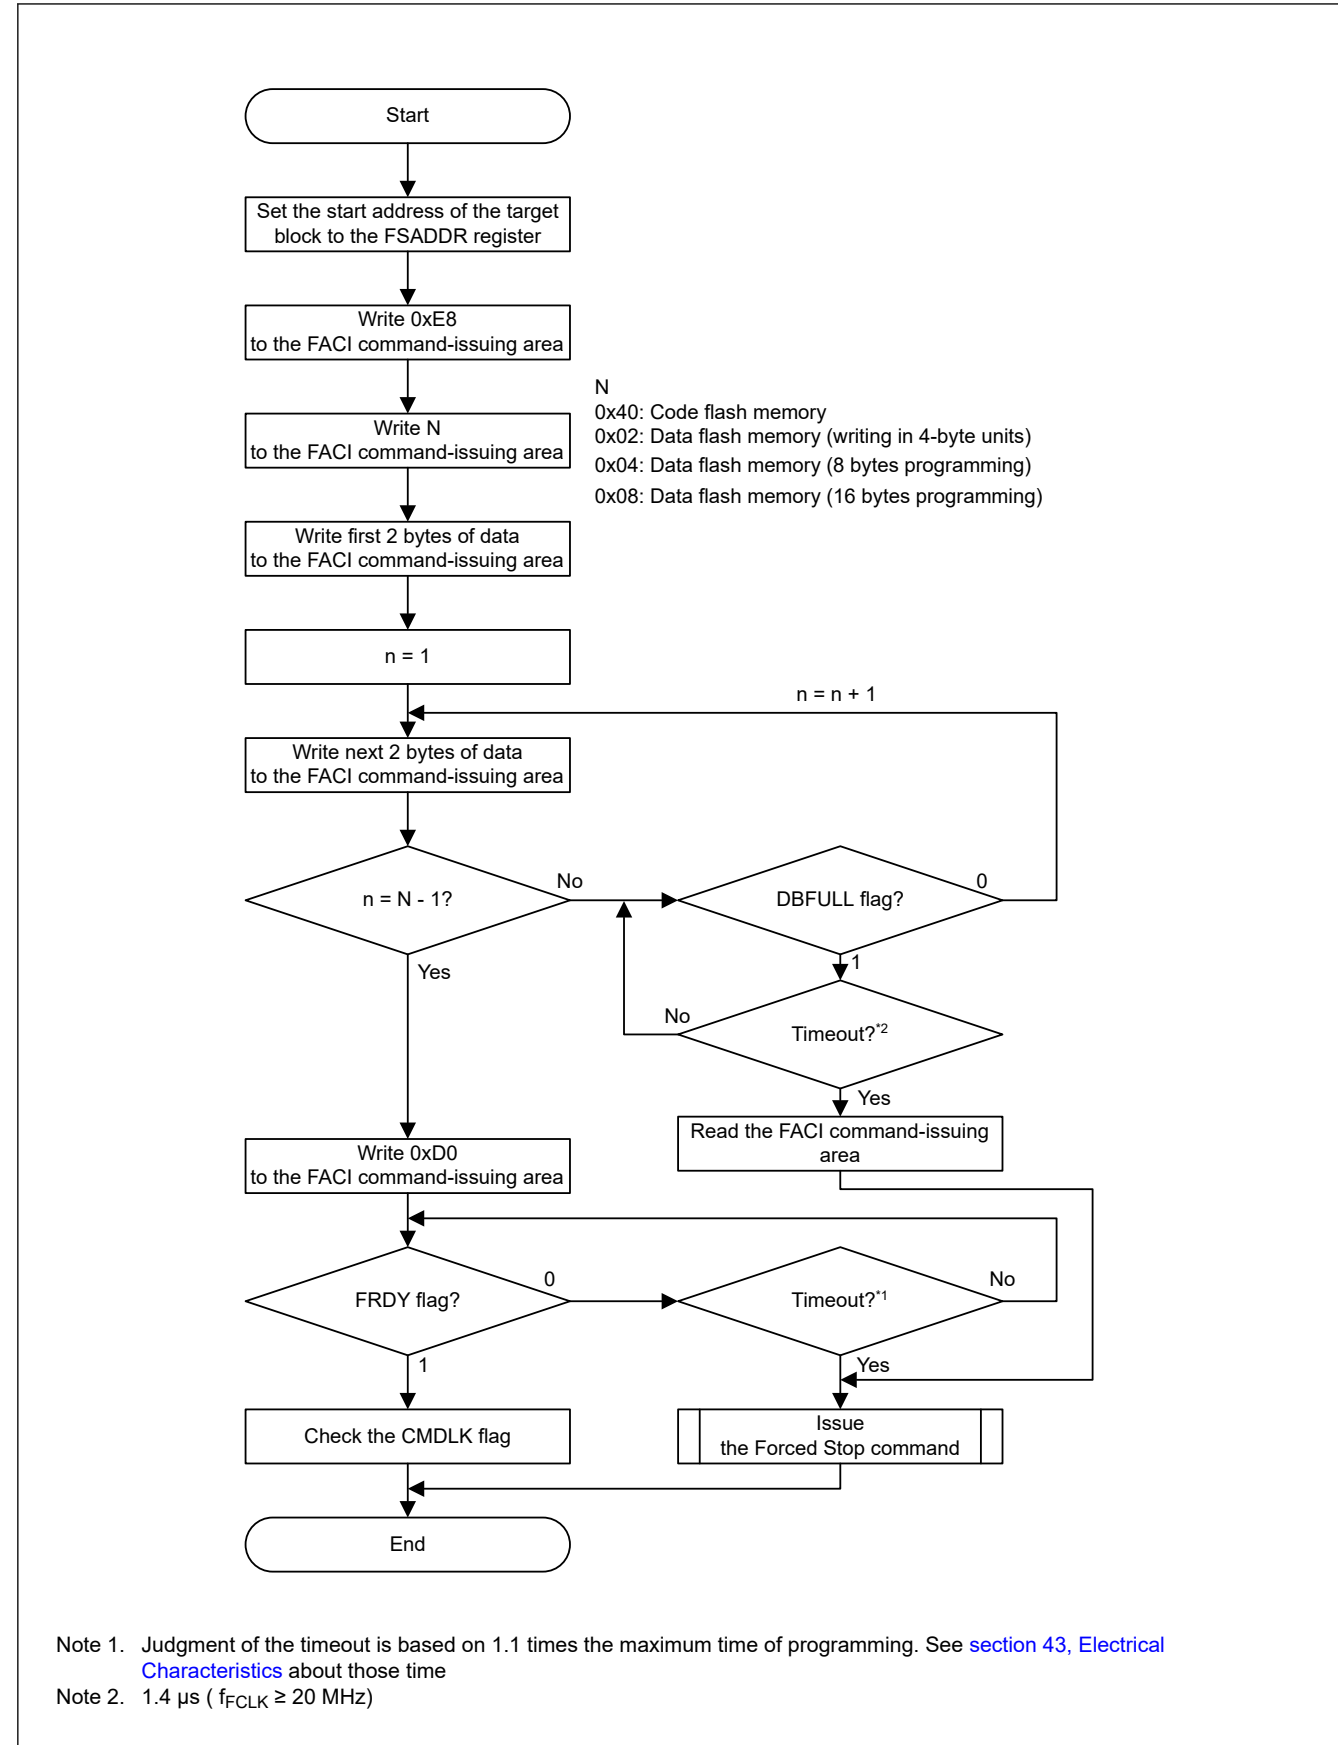 Start
Set the start address of the target
block to the FSADDR register
Write 0xE8
to the FACI command-issuing area
N
0x40: Code flash memory
0x02: Data flash memory (writing in 4-byte units)
0x04: Data flash memory (8 bytes programming)
0x08: Data flash memory (16 bytes programming)
Write N
to the FACI command-issuing area
Write first 2 bytes of data
to the FACI command-issuing area
n = 1
n = n + 1
Write next 2 bytes of data
to the FACI command-issuing area
n = N - 1?
No
DBFULL flag?
0
Yes
1
No
Timeout?*2
Yes
Read the FACI command-issuing
area
Write 0xD0
to the FACI command-issuing area
FRDY flag?
0
Timeout?*1
No
1
Yes
Check the CMDLK flag
Issue
the Forced Stop command
End
Note 1. Judgment of the timeout is based on 1.1 times the maximum time of programming. See section 43, Electrical
Characteristics about those time
Note 2. 1.4 µs ( fFCLK ≥ 20 MHz)